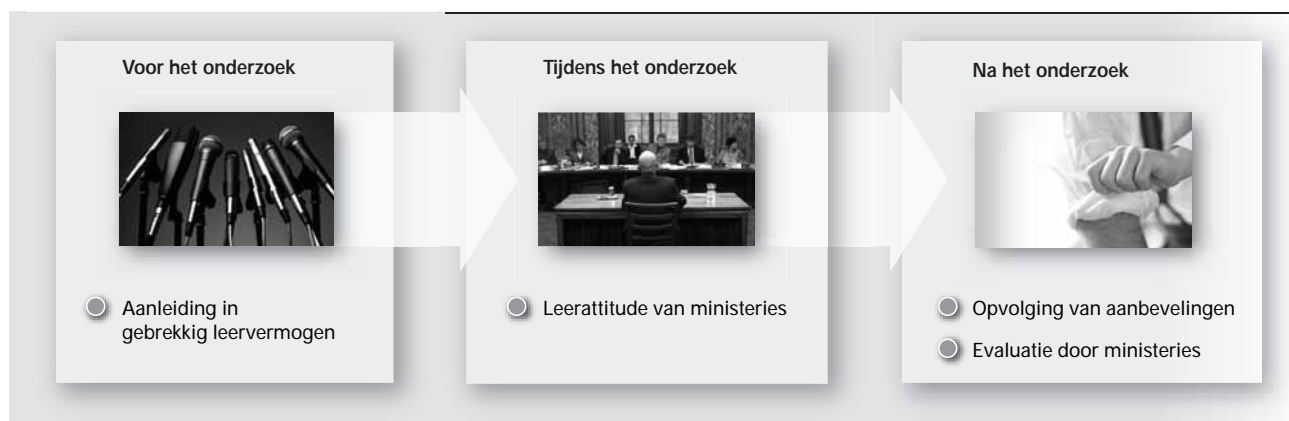 Voor het onderzoek
Aanleiding in
gebrekkig leervermogen
Tijdens het onderzoek
Leerattitude van ministeries
Na het onderzoek
Opvolging van aanbevelingen
Evaluatie door ministeries